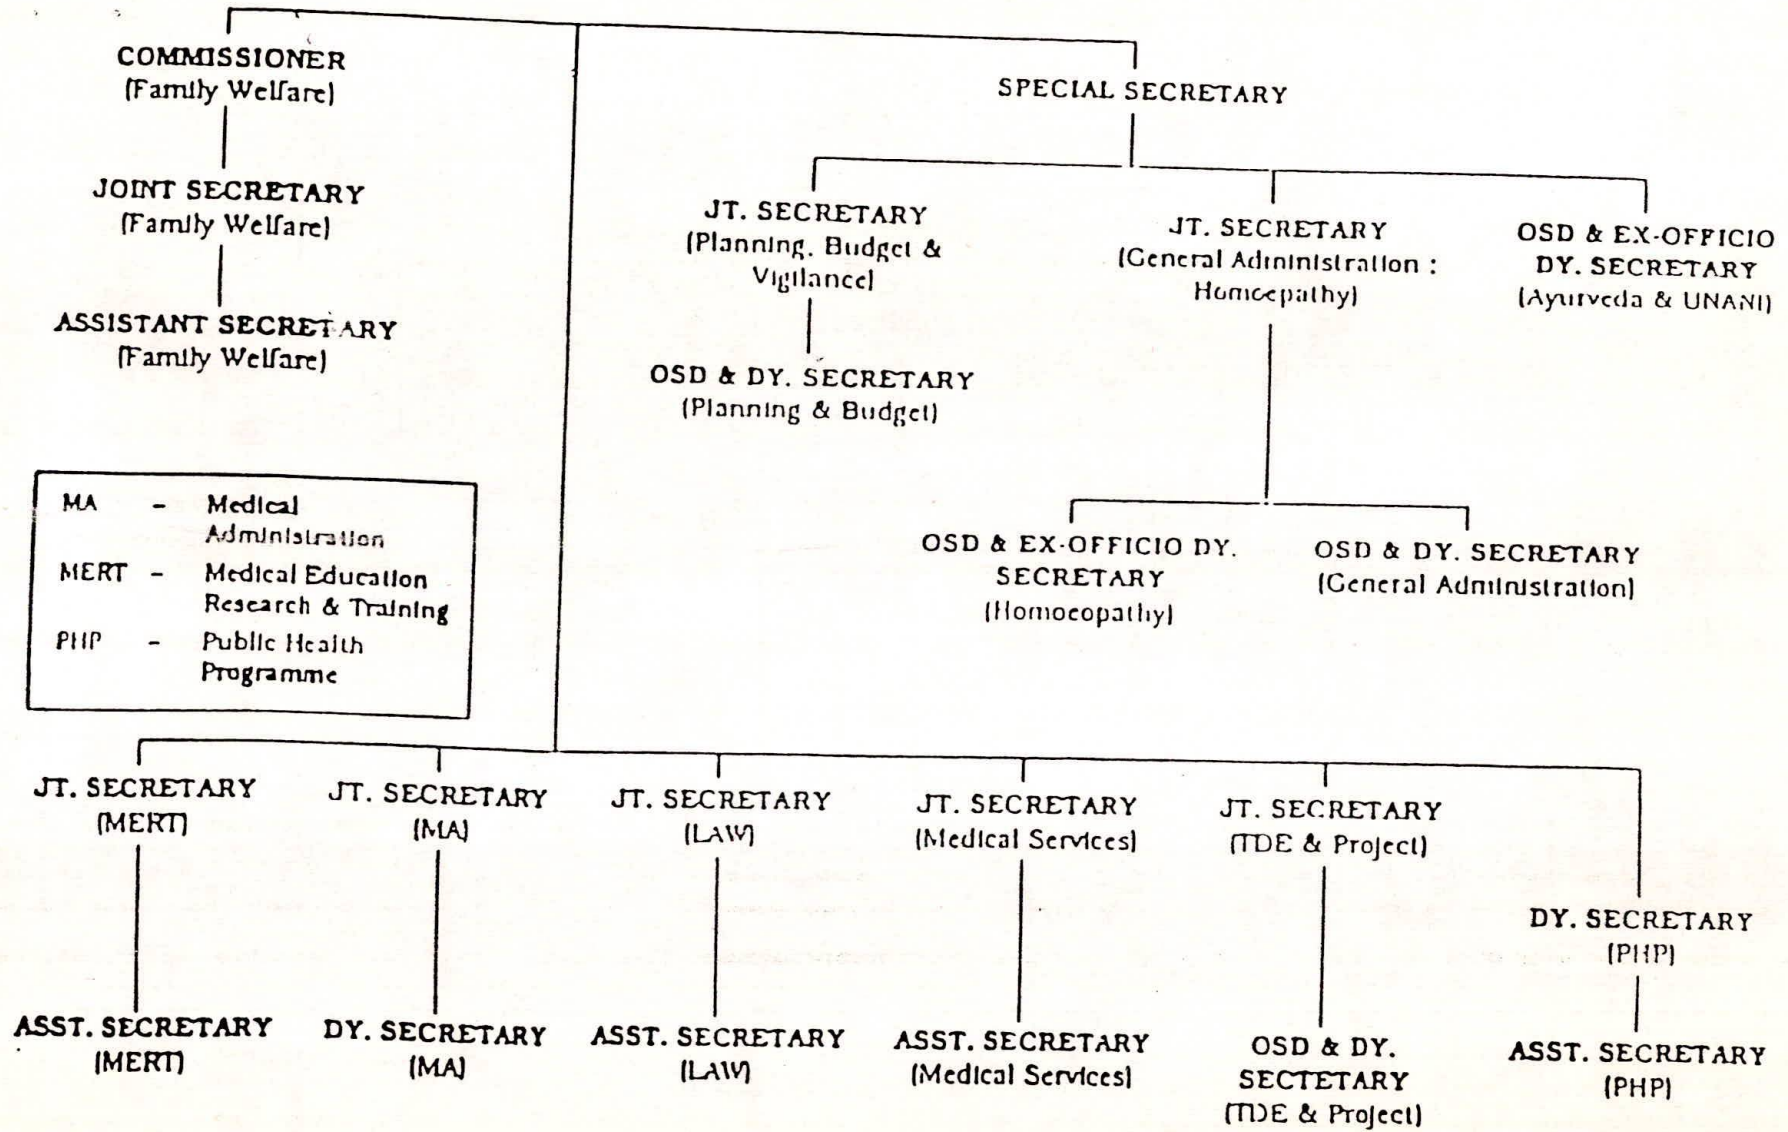 COMMISSIONER
(Family Welfare)
SPECIAL SECRETARY
JOINT SECRETARY
(Family Welfare)
ASSISTANT SECRETARY
(Family Welfare)
JT. SECRETARY
(Planning, Budget &
Vigilance)
OSD & DY. SECRETARY
(Planning & Budget)
JT. SECRETARY
(General Administration :
Homoepathy)
OSD & EX-OFFICIO
DY. SECRETARY
(Ayurveda & UNANI)
OSD & EX-OFFICIO DY.
SECRETARY
(Homoeopathy)
OSD & DY. SECRETARY
(General Administration)
MA - Medical
Administration
MERT - Medical Education
Research & Training
PHP - Public Health
Programme
JT. SECRETARY
(MERT)
JT. SECRETARY
(MA)
JT. SECRETARY
(LAW)
JT. SECRETARY
(Medical Services)
JT. SECRETARY
(TDE & Project)
DY. SECRETARY
(PHP)
ASST. SECRETARY
(MERT)
DY. SECRETARY
(MA)
ASST. SECRETARY
(LAW)
ASST. SECRETARY
(Medical Services)
OSD & DY.
SECTETARY
(TDE & Project)
ASST. SECRETARY
(PHP)